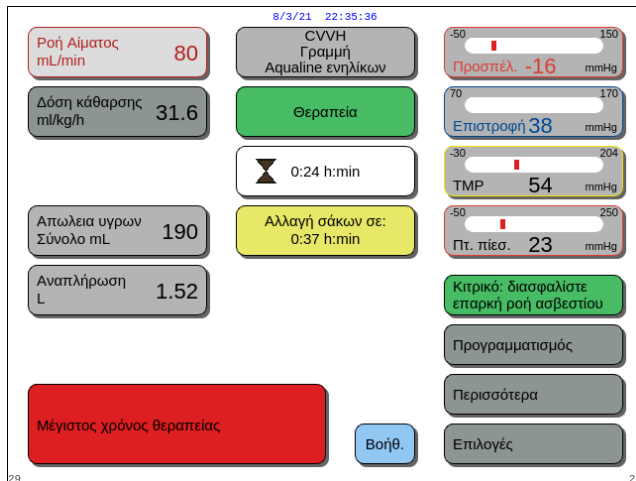 8/3/21 22:35:36
Ροή Αίματος
mL/min
80
CVVH
Γραμμή
Aqualine ενηλίκων
-50
150
Προσπέλ.
-16
mmHg
Δόση κάθαρσης
ml/kg/h
31.6
Θεραπεία
70
170
Επιστροφή
38
mmHg
0:24 h:min
-30
204
TMP
54
mmHg
Απωλεια υγρων
Σύνολο mL
190
Αλλαγή σάκων σε:
0:37 h:min
-50
250
Πτ. πίεσ.
23
mmHg
Αναπλήρωση
L
1.52
Κιτρικό: διασφαλίστε
επαρκή ροή ασβεστίου
Προγραμματισμός
Περισσότερα
Μέγιστος χρόνος θεραπείας
Βοήθ.
Επιλογές
29
2